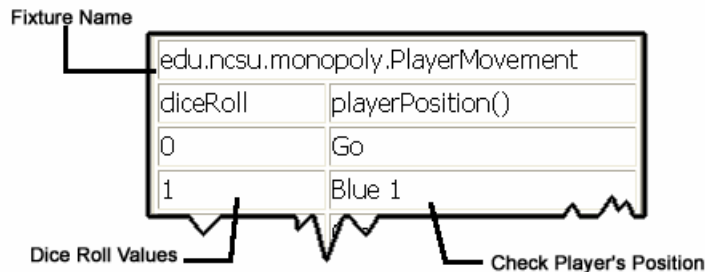 Fixture Name
edu.ncsu.monopoly.PlayerMovement
diceRoll playerPosition()
0 Go
1 Blue 1
Dice Roll Values
Check Player's Position